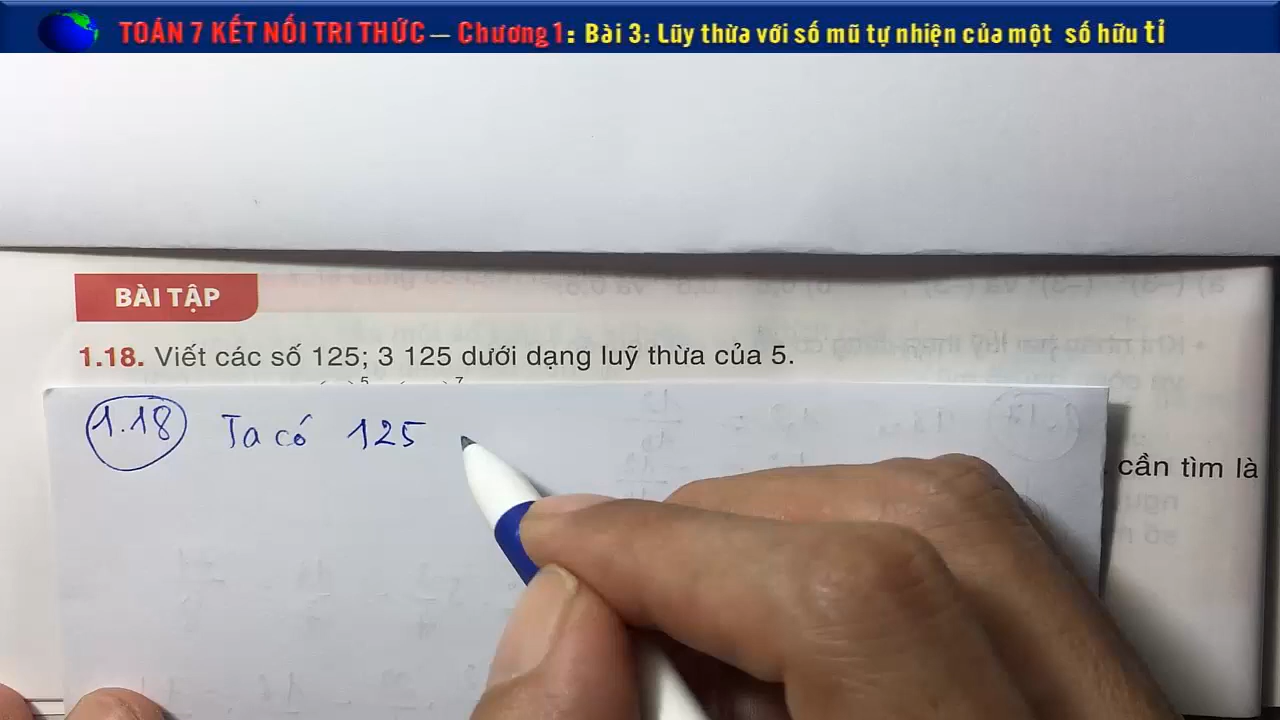 TOÁN 7 KẾT NỐI TRI THỨC – Chương 1: Bài 3: Lũy thừa với số mũ tự nhiện của một số hữu tỉ
BÀI TẬP
1.18. Viết các số 125; 3 125 dưới dạng luỹ thừa của 5.
1.18 Ta có 125
cần tìm là